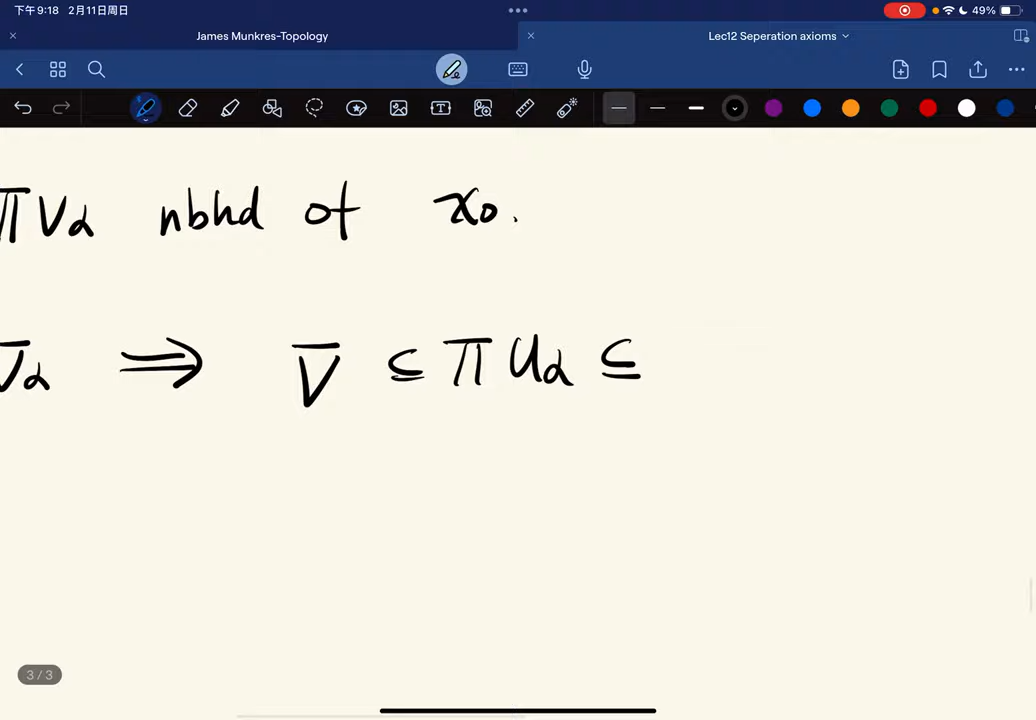 下午9:18 2月11日周日
49%
James Munkres-Topology
Lec12 Seperation axioms
T
∏ Vα nbhd of x₀.
V̄α ⟹ V̄ ⊆ ∏ Uα ⊆
3 / 3